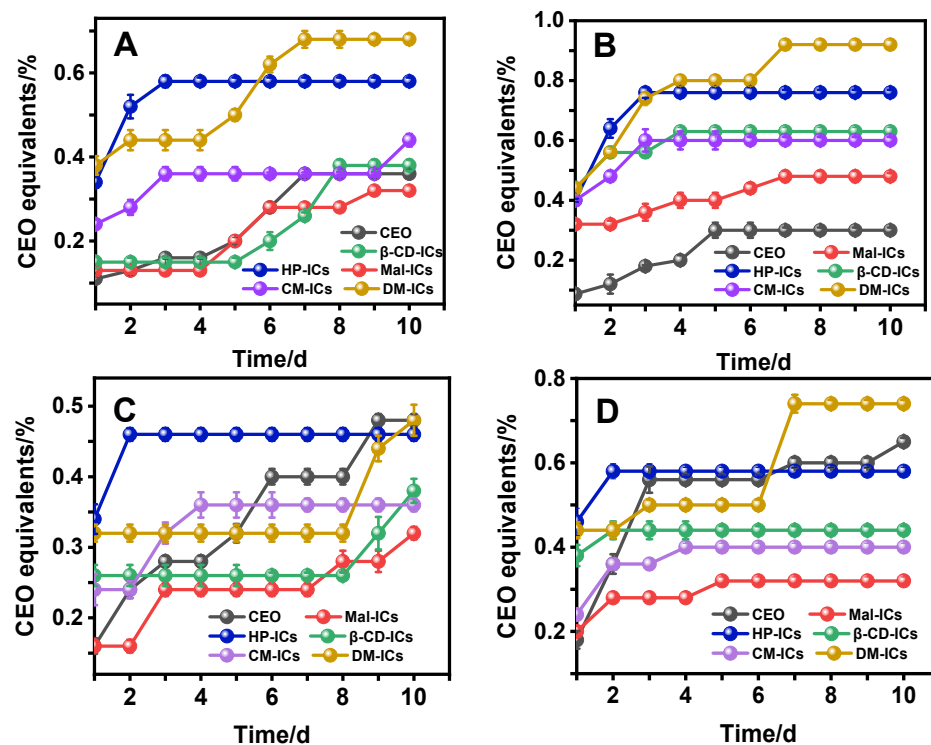 A
CEO equivalents/%
0.6
0.4
0.2
CEO
β-CD-ICs
HP-ICs
Mal-ICs
CM-ICs
DM-ICs
2 4 6 8 10
Time/d
B
CEO equivalents/%
1.0
0.8
0.6
0.4
0.2
CEO
Mal-ICs
HP-ICs
β-CD-ICs
CM-ICs
DM-ICs
2 4 6 8 10
Time/d
C
CEO equivalents/%
0.5
0.4
0.3
0.2
CEO
Mal-ICs
HP-ICs
β-CD-ICs
CM-ICs
DM-ICs
2 4 6 8 10
Time/d
D
CEO equivalents/%
0.8
0.6
0.4
0.2
CEO
Mal-ICs
HP-ICs
β-CD-ICs
CM-ICs
DM-ICs
2 4 6 8 10
Time/d